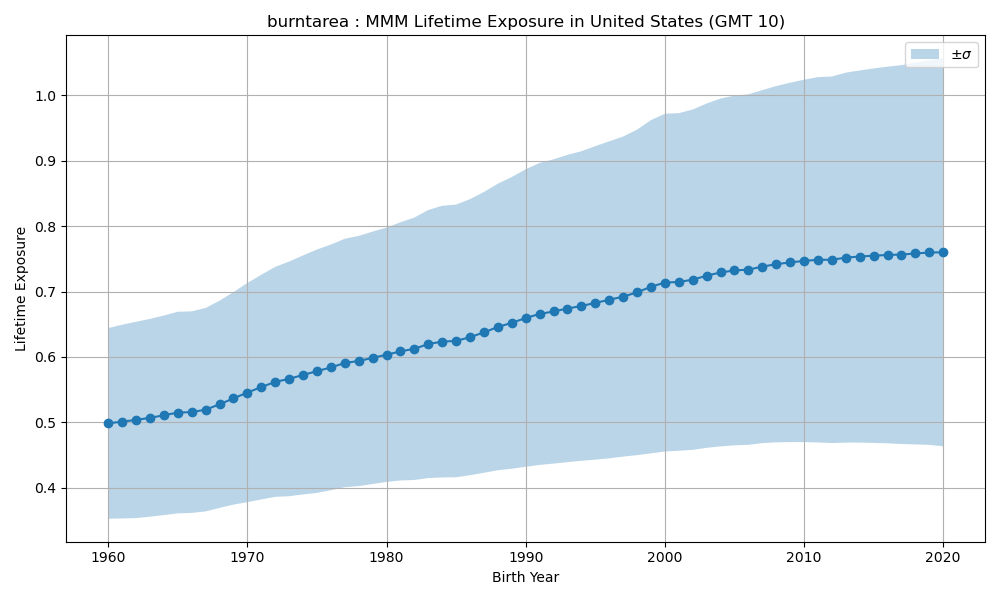 burntarea : MMM Lifetime Exposure in United States (GMT 10)
±σ
1.0
0.9
0.8
0.7
0.6
0.5
0.4
Lifetime Exposure
1960 1970 1980 1990 2000 2010 2020
Birth Year